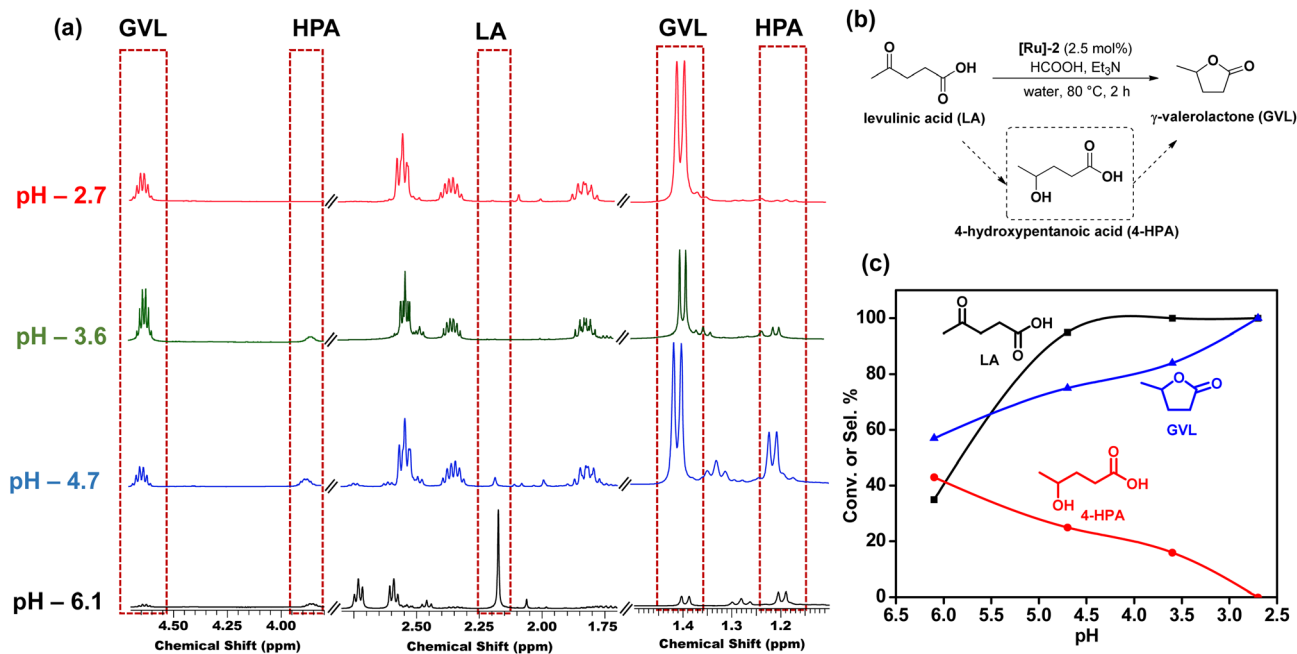 (a)
GVL
HPA
LA
GVL
HPA
pH – 2.7
pH – 3.6
pH – 4.7
pH – 6.1
4.50
4.25
4.00
2.50
2.25
2.00
1.75
1.4
1.3
1.2
Chemical Shift (ppm)
Chemical Shift (ppm)
Chemical Shift (ppm)
(b)
O
OH
O
levulinic acid (LA)
[Ru]-2 (2.5 mol%)
HCOOH, Et3N
water, 80 °C, 2 h
O
O
γ-valerolactone (GVL)
O
OH
OH
4-hydroxypentanoic acid (4-HPA)
(c)
Conv. or Sel. %
100
80
60
40
20
0
6.5
6.0
5.5
5.0
4.5
4.0
3.5
3.0
2.5
pH
O
OH
O
LA
O
O
GVL
O
OH
OH
4-HPA